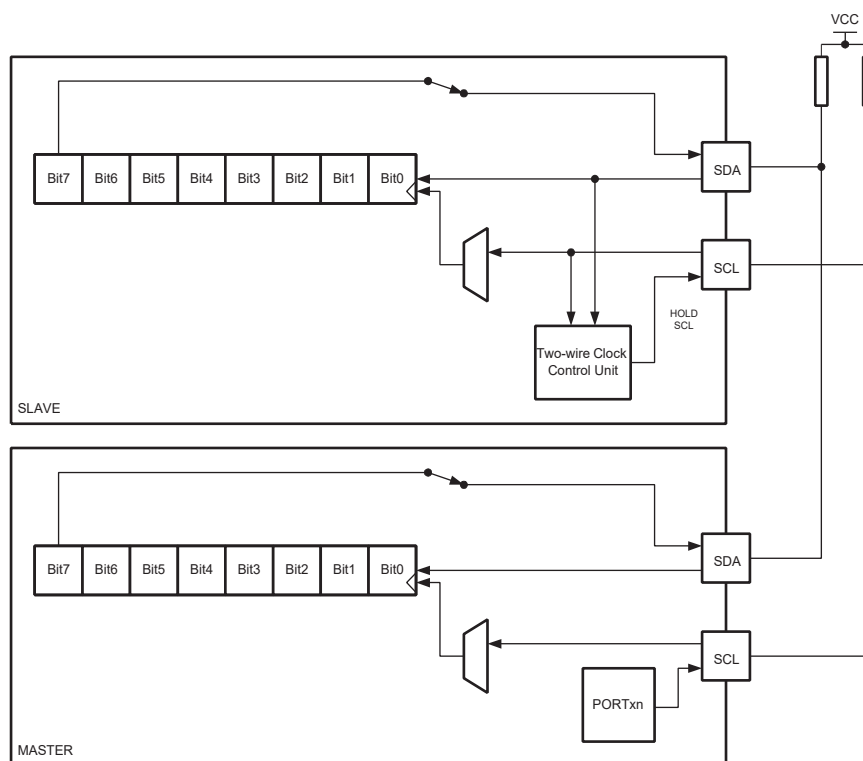 VCC
Bit7 Bit6 Bit5 Bit4 Bit3 Bit2 Bit1 Bit0
SDA
SCL
HOLD
SCL
Two-wire Clock
Control Unit
SLAVE
Bit7 Bit6 Bit5 Bit4 Bit3 Bit2 Bit1 Bit0
SDA
SCL
PORTxn
MASTER